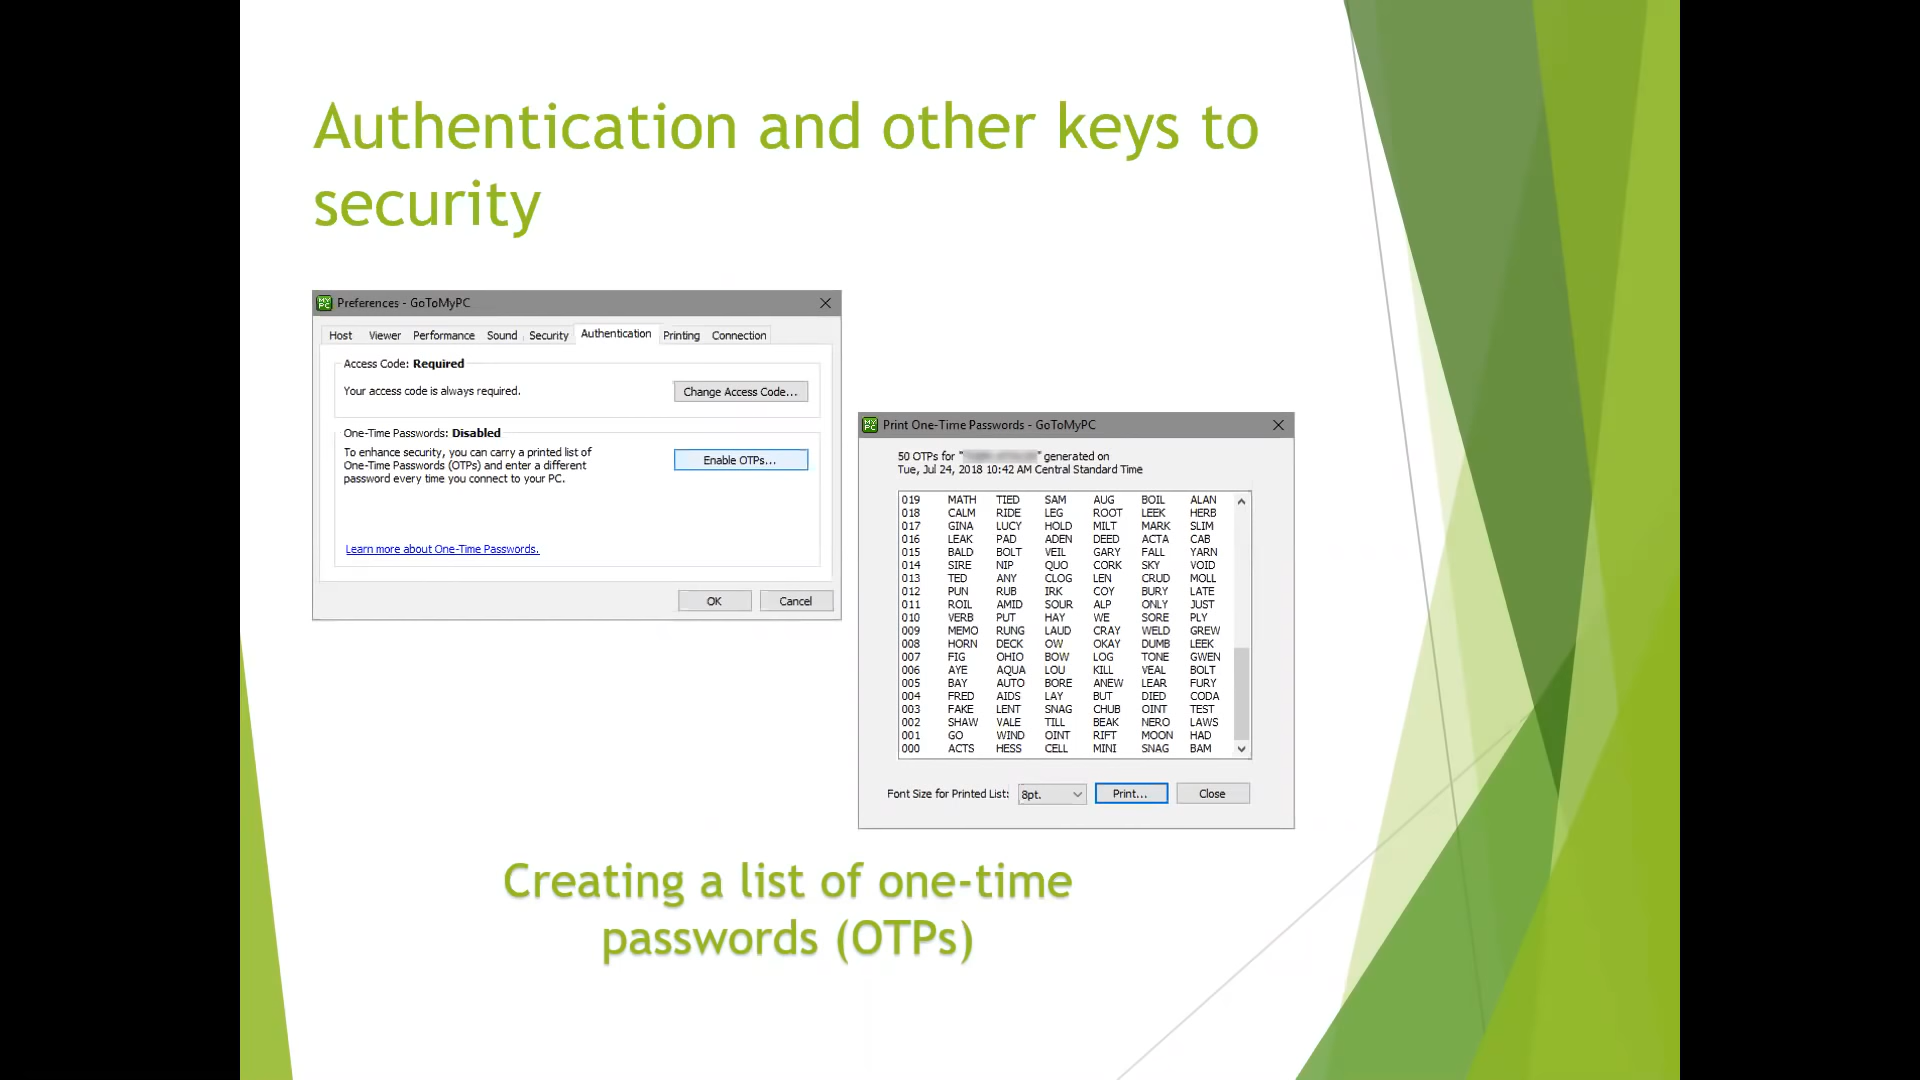 Authentication and other keys to
security
Preferences - GoToMyPC
Host Viewer Performance Sound Security Authentication Printing Connection
Access Code: Required
Your access code is always required.
Change Access Code...
One-Time Passwords: Disabled
To enhance security, you can carry a printed list of
One-Time Passwords (OTPs) and enter a different
password every time you connect to your PC.
Enable OTPs...
Learn more about One-Time Passwords.
OK Cancel
Print One-Time Passwords - GoToMyPC
50 OTPs for " " generated on
Tue, Jul 24, 2018 10:42 AM Central Standard Time
019 MATH TIED SAM AUG BOIL ALAN
018 CALM RIDE LEG ROOT LEEK HERB
017 GINA LUCY HOLD MILT MARK SLIM
016 LEAK PAD ADEN DEED ACTA CAB
015 BALD BOLT VEIL GARY FALL YARN
014 SIRE NIP QUO CORK SKY VOID
013 TED ANY CLOG LEN CRUD MOLL
012 PUN RUB IRK COY BURY LATE
011 ROIL AMID SOUR ALP ONLY JUST
010 VERB PUT HAY WE SORE PLY
009 MEMO RUNG LAUD CRAY WELD GREW
008 HORN DECK OW OKAY DUMB LEEK
007 FIG OHIO BOW LOG TONE GWEN
006 AYE AQUA LOU KILL VEAL BOLT
005 BAY AUTO BORE ANEW LEAR FURY
004 FRED AIDS LAY BUT DIED CODA
003 FAKE LENT SNAG CHUB OINT TEST
002 SHAW VALE TILL BEAK NERO LAWS
001 GO WIND OINT RIFT MOON HAD
000 ACTS HESS CELL MINI SNAG BAM
Font Size for Printed List: 8pt. Print... Close
Creating a list of one-time
passwords (OTPs)